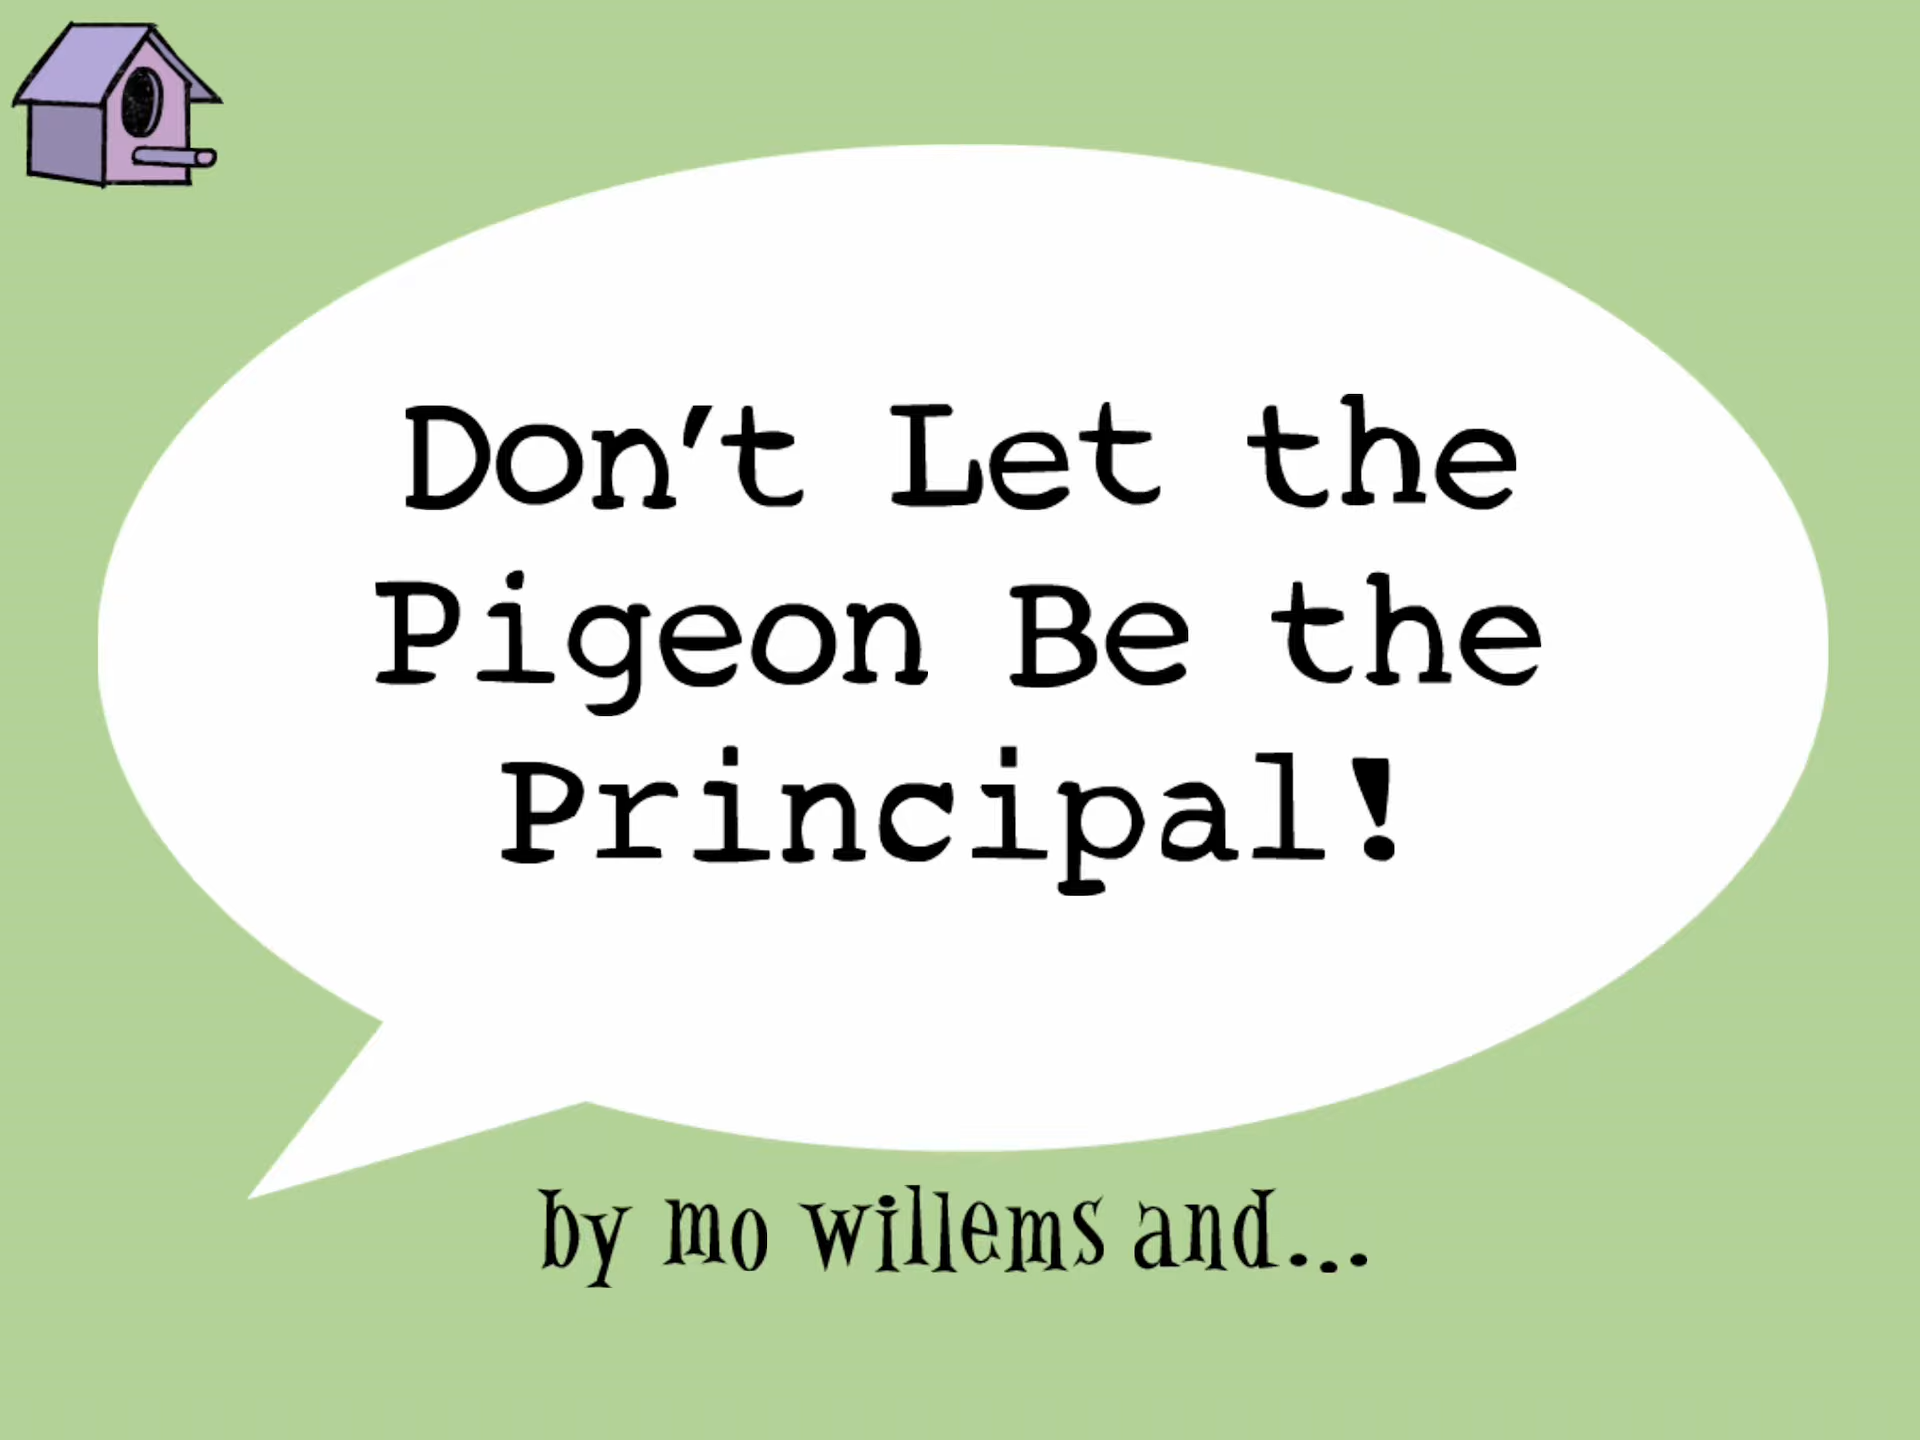 Don't Let the
Pigeon Be the
Principal!
by mo willems and...